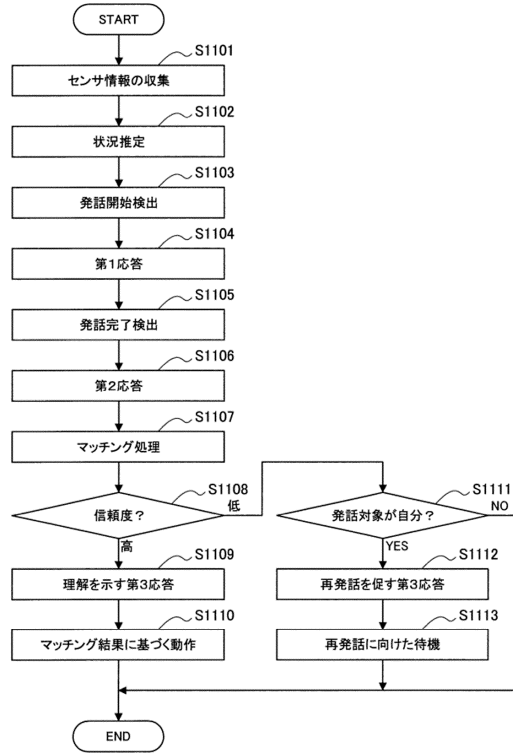 START
S1101
センサ情報の収集
S1102
状況推定
S1103
発話開始検出
S1104
第1応答
S1105
発話完了検出
S1106
第2応答
S1107
マッチング処理
S1108
信頼度?
低
高
S1109
理解を示す第3応答
S1110
マッチング結果に基づく動作
S1111
発話対象が自分?
NO
YES
S1112
再発話を促す第3応答
S1113
再発話に向けた待機
END